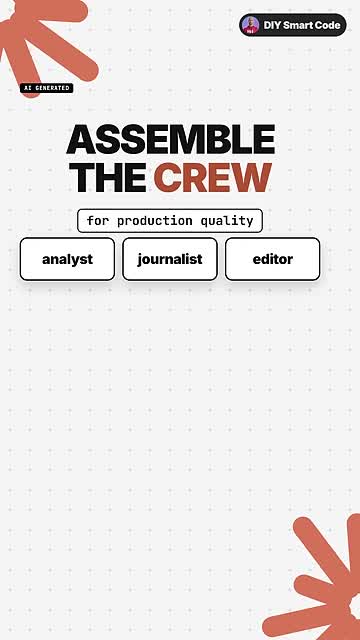 DIY Smart Code
AI GENERATED
ASSEMBLE
THE CREW
for production quality
analyst journalist editor